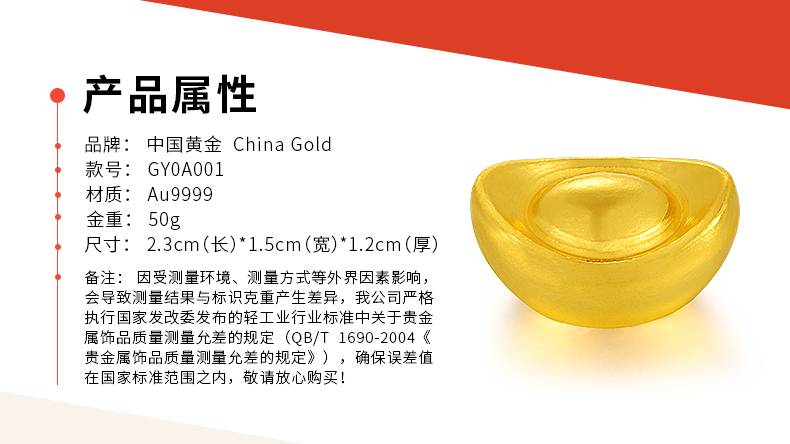 产品属性
品牌： 中国黄金 China Gold
款号： GY0A001
材质： Au9999
金重： 50g
尺寸： 2.3cm(长)*1.5cm(宽)*1.2cm(厚)
备注： 因受测量环境、测量方式等外界因素影响，
会导致测量结果与标识克重产生差异，我公司严格
执行国家发改委发布的轻工业行业标准中关于贵金
属饰品质量测量允差的规定（QB/T 1690-2004《
贵金属饰品质量测量允差的规定》），确保误差值
在国家标准范围之内，敬请放心购买！